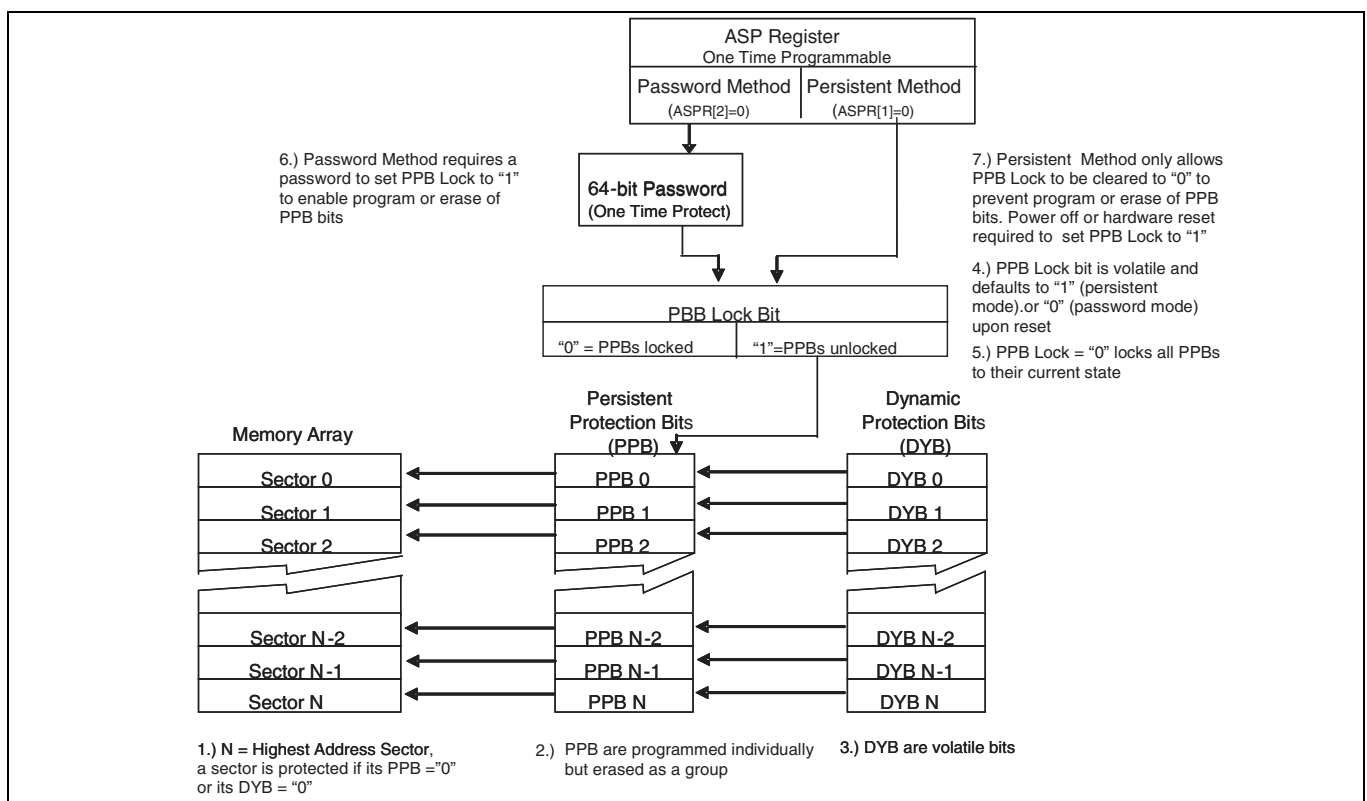 ASP Register
One Time Programmable
Password Method
(ASPR[2]=0)
Persistent Method
(ASPR[1]=0)
6.) Password Method requires a
password to set PPB Lock to “1”
to enable program or erase of
PPB bits
64-bit Password
(One Time Protect)
7.) Persistent Method only allows
PPB Lock to be cleared to “0” to
prevent program or erase of PPB
bits. Power off or hardware reset
required to set PPB Lock to “1”
4.) PPB Lock bit is volatile and
defaults to “1” (persistent
mode).or “0” (password mode)
upon reset
5.) PPB Lock = “0” locks all PPBs
to their current state
PBB Lock Bit
“0” = PPBs locked
“1”=PPBs unlocked
Memory Array
Persistent
Protection Bits
(PPB)
Dynamic
Protection Bits
(DYB)
Sector 0
PPB 0
DYB 0
Sector 1
PPB 1
DYB 1
Sector 2
PPB 2
DYB 2
Sector N-2
PPB N-2
DYB N-2
Sector N-1
PPB N-1
DYB N-1
Sector N
PPB N
DYB N
1.) N = Highest Address Sector,
a sector is protected if its PPB =”0”
or its DYB = “0”
2.) PPB are programmed individually
but erased as a group
3.) DYB are volatile bits